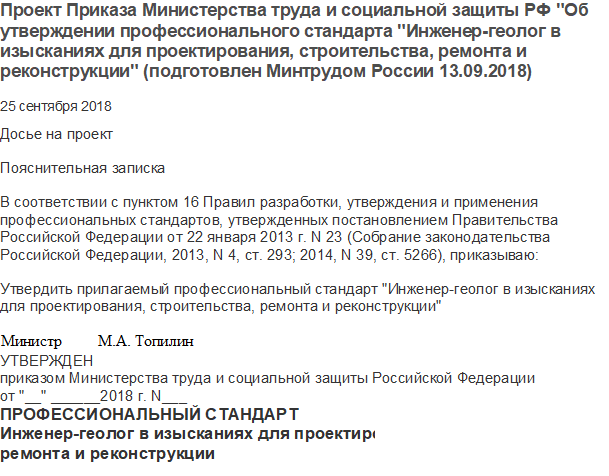 Проект Приказа Министерства труда и социальной защиты РФ "Об
утверждении профессионального стандарта "Инженер-геолог в
изысканиях для проектирования, строительства, ремонта и
реконструкции" (подготовлен Минтрудом России 13.09.2018)
25 сентября 2018
Досье на проект
Пояснительная записка
В соответствии с пунктом 16 Правил разработки, утверждения и применения
профессиональных стандартов, утвержденных постановлением Правительства
Российской Федерации от 22 января 2013 г. N 23 (Собрание законодательства
Российской Федерации, 2013, N 4, ст. 293; 2014, N 39, ст. 5266), приказываю:
Утвердить прилагаемый профессиональный стандарт "Инженер-геолог в изысканиях
для проектирования, строительства, ремонта и реконструкции"
Министр М.А. Топилин
УТВЕРЖДЕН
приказом Министерства труда и социальной защиты Российской Федерации
от "__" ______2018 г. N___
ПРОФЕССИОНАЛЬНЫЙ СТАНДАРТ
Инженер-геолог в изысканиях для проектиро
ремонта и реконструкции